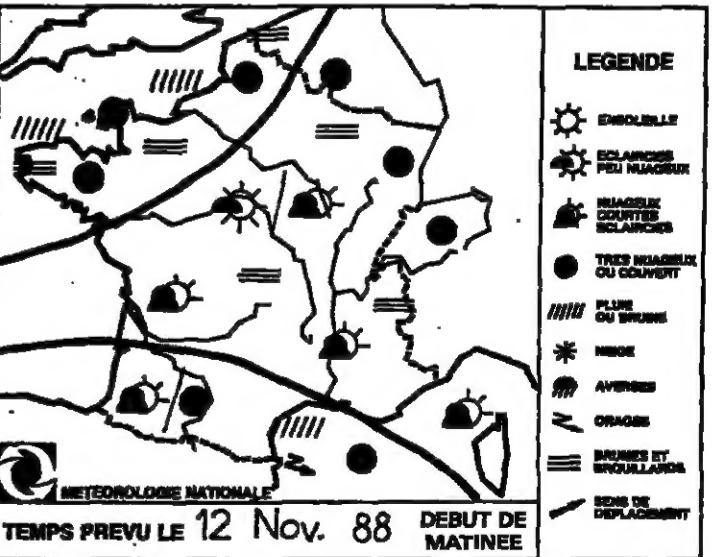 LEGENDE
ENSOLEILLE
ECLAIRCIES
PEU NUAGEUX
NUAGEUX
COURTES
ECLAIRCIES
TRES NUAGEUX
OU COUVERT
PLUIE
OU BRUINE
NEIGE
AVERSES
ORAGES
BRUMES ET
BROUILLARDS
SENS DE
DEPLACEMENT
METEOROLOGIE NATIONALE
TEMPS PREVU LE 12 Nov. 88 DEBUT DE
MATINEE